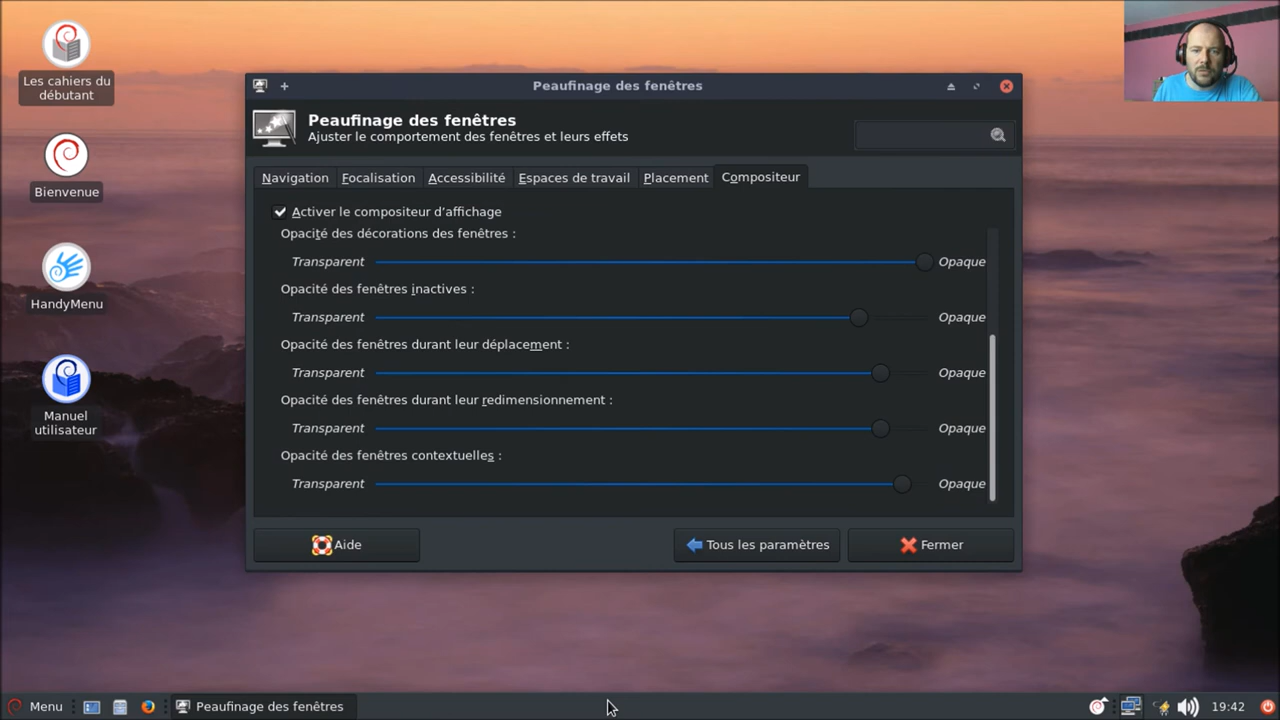 Les cahiers du
débutant
Bienvenue
HandyMenu
Manuel
utilisateur
Peaufinage des fenêtres
Peaufinage des fenêtres
Ajuster le comportement des fenêtres et leurs effets
Navigation Focalisation Accessibilité Espaces de travail Placement Compositeur
Activer le compositeur d’affichage
Opacité des décorations des fenêtres :
Transparent Opaque
Opacité des fenêtres inactives :
Transparent Opaque
Opacité des fenêtres durant leur déplacement :
Transparent Opaque
Opacité des fenêtres durant leur redimensionnement :
Transparent Opaque
Opacité des fenêtres contextuelles :
Transparent Opaque
Aide Tous les paramètres Fermer
Menu Peaufinage des fenêtres 19:42